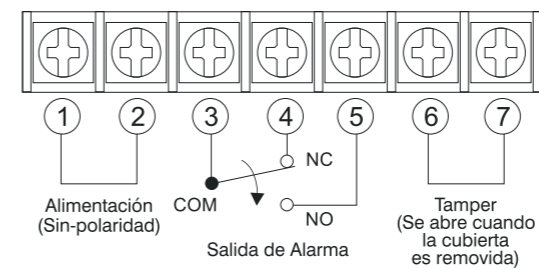 1 2 3 4 5 6 7
NC
COM
NO
Alimentación
(Sin-polaridad)
Salida de Alarma
Tamper
(Se abre cuando
la cubierta
es removida)